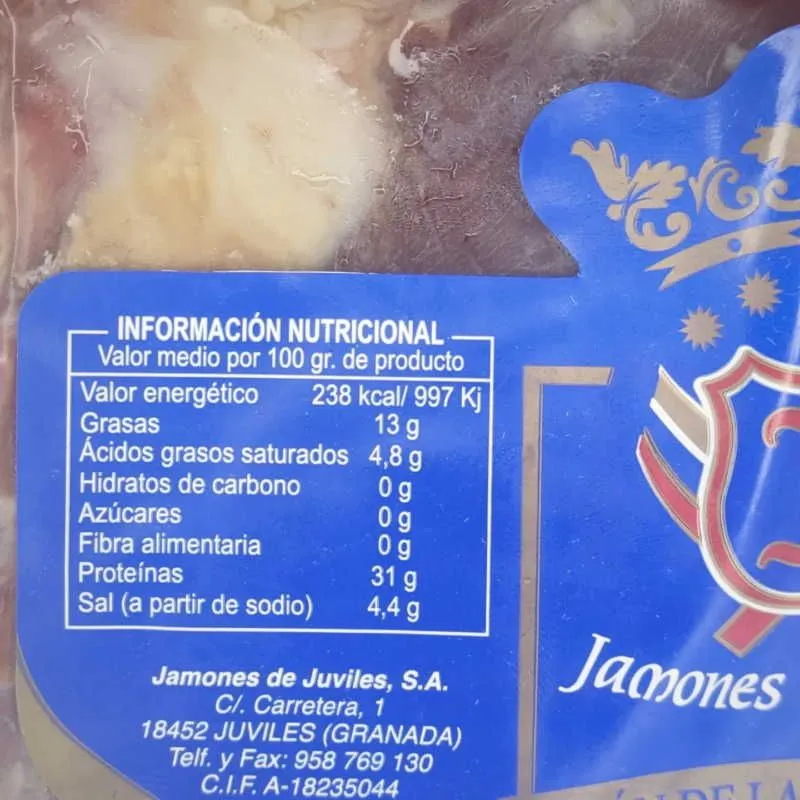 INFORMACIÓN NUTRICIONAL
Valor medio por 100 gr. de producto
Valor energético 238 kcal/ 997 Kj
Grasas 13 g
Ácidos grasos saturados 4,8 g
Hidratos de carbono 0 g
Azúcares 0 g
Fibra alimentaria 0 g
Proteínas 31 g
Sal (a partir de sodio) 4,4 g
Jamones de Juviles, S.A.
C/. Carretera, 1
18452 JUVILES (GRANADA)
Telf. y Fax: 958 769 130
C.I.F. A-18235044
Jamones
DE LA